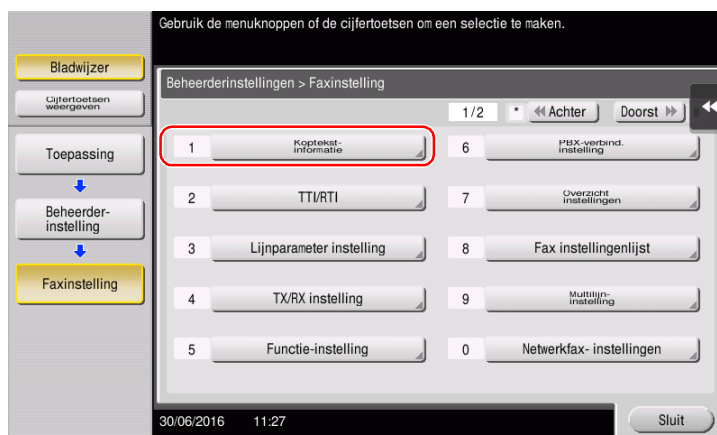 Gebruik de menuknoppen of de cijfertoetsen om een selectie te maken.
Bladwijzer
Cijfertoetsen
weergeven
Toepassing
Beheerder-
instelling
Faxinstelling
Beheerderinstellingen > Faxinstelling
1/2 * Achter Doorst #
1 Koptekst-
infomatie
2 TTI/RTI
3 Lijnparameter instelling
4 TX/RX instelling
5 Functie-instelling
6 PBX-verbind.
instelling
7 Overzicht
instellingen
8 Fax instellingenlijst
9 Multilijn-
instelling
0 Netwerkfax- instellingen
30/06/2016 11:27
Sluit